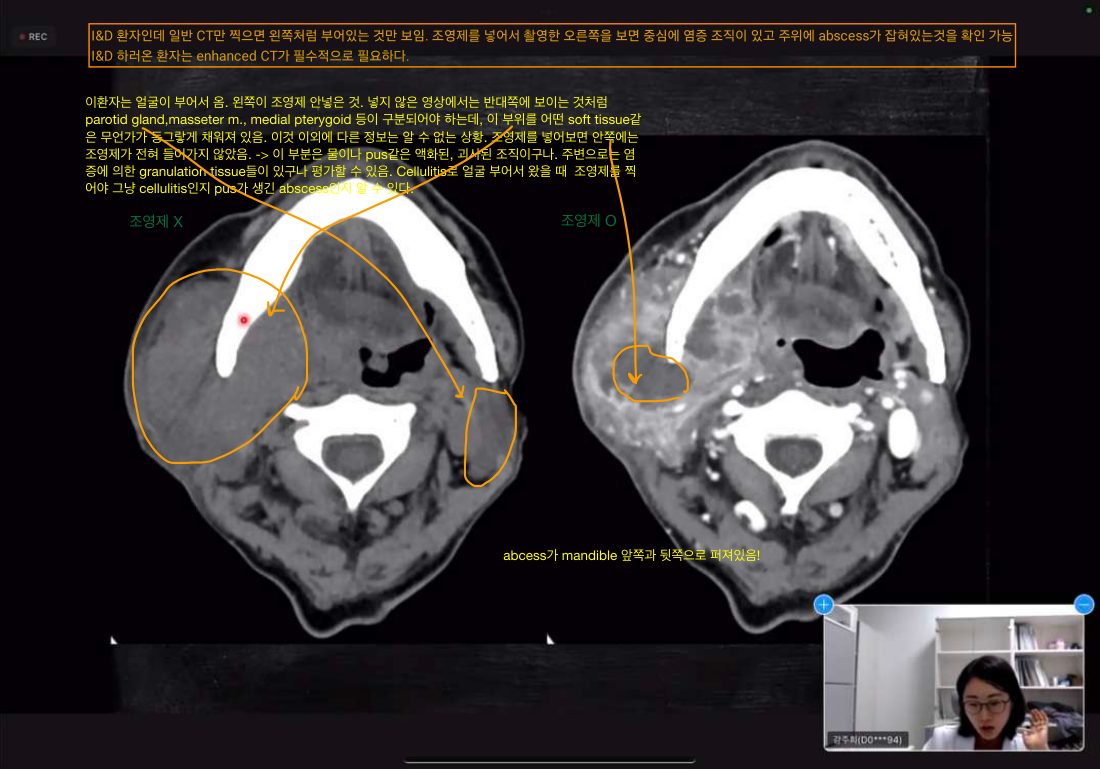 REC
I&D 환자인데 일반 CT만 찍으면 왼쪽처럼 부어있는 것만 보임. 조영제를 넣어서 촬영한 오른쪽을 보면 중심에 염증 조직이 있고 주위에 abscess가 잡혀있는것을 확인 가능
I&D 하러온 환자는 enhanced CT가 필수적으로 필요하다.
이환자는 얼굴이 부어서 옴. 왼쪽이 조영제 안넣은 것. 넣지 않은 영상에서는 반대쪽에 보이는 것처럼
parotid gland,masseter m., medial pterygoid 등이 구분되어야 하는데, 이 부위를 어떤 soft tissue같
은 무언가가 동그랗게 채워져 있음. 이것 이외에 다른 정보는 알 수 없는 상황. 조영제를 넣어보면 안쪽에는
조영제가 전혀 들어가지 않았음. -> 이 부분은 물이나 pus같은 액화된, 괴사된 조직이구나. 주변으로는 염
증에 의한 granulation tissue들이 있구나 평가할 수 있음. Cellulitis로 얼굴 부어서 왔을 때 조영제를 찍
어야 그냥 cellulitis인지 pus가 생긴 abscess인지 알 수 있다.
조영제 X
조영제 O
abcess가 mandible 앞쪽과 뒷쪽으로 퍼져있음!
강주희(D0***94)